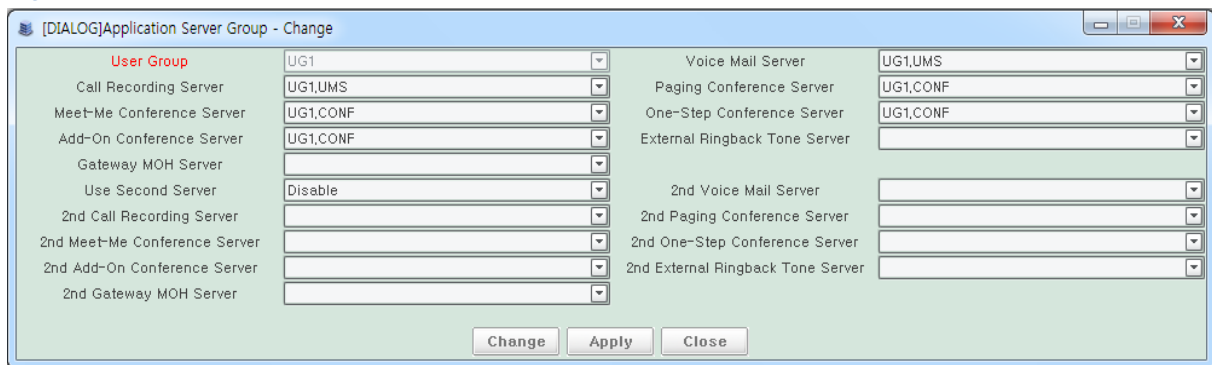 [DIALOG]Application Server Group - Change
User Group UG1 Voice Mail Server UG1,UMS
Call Recording Server UG1,UMS Paging Conference Server UG1,CONF
Meet-Me Conference Server UG1,CONF One-Step Conference Server UG1,CONF
Add-On Conference Server UG1,CONF External Ringback Tone Server
Gateway MOH Server
Use Second Server Disable 2nd Voice Mail Server
2nd Call Recording Server 2nd Paging Conference Server
2nd Meet-Me Conference Server 2nd One-Step Conference Server
2nd Add-On Conference Server 2nd External Ringback Tone Server
2nd Gateway MOH Server
Change Apply Close